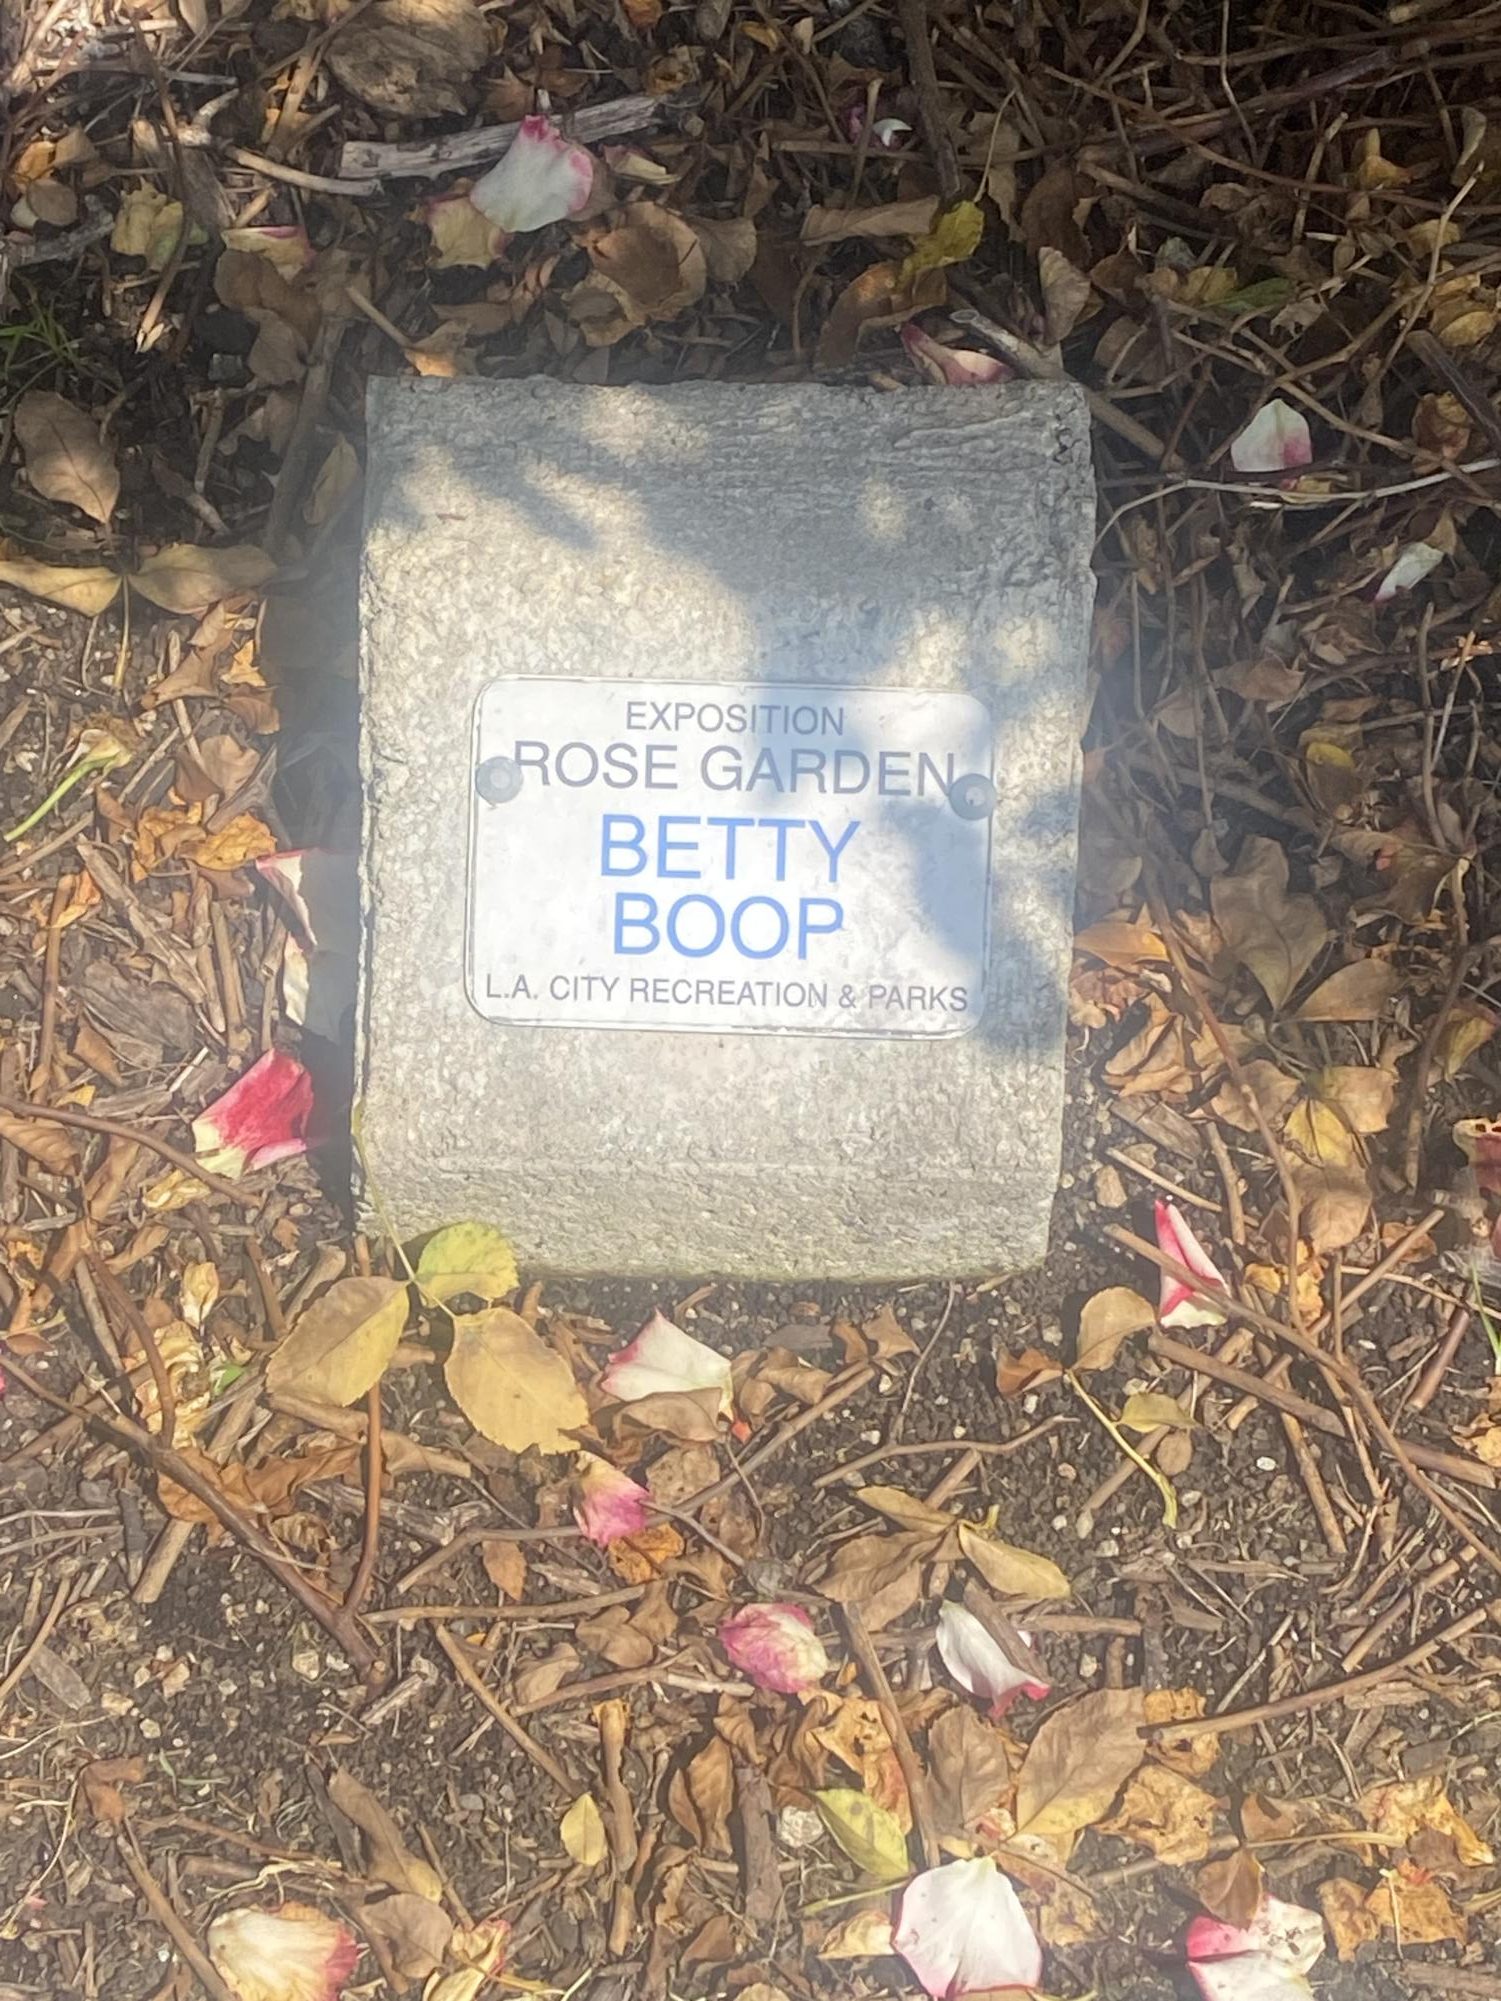 EXPOSITION
ROSE GARDEN
BETTY
BOOP
L.A. CITY RECREATION & PARKS